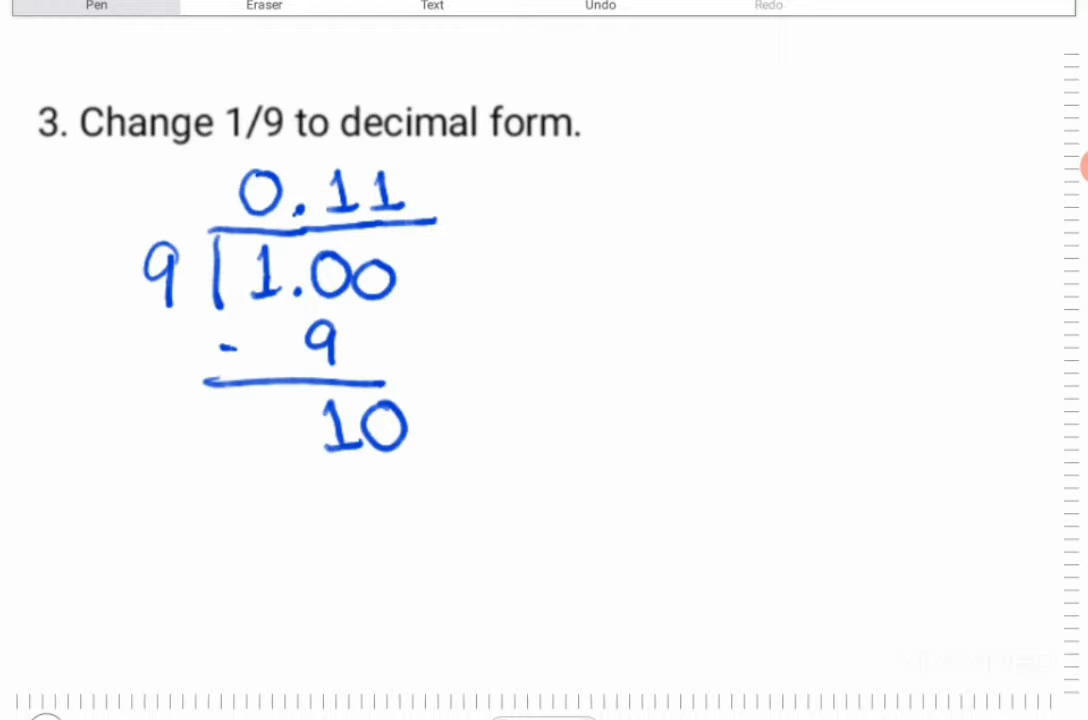 Pen Eraser Text Undo Redo
3. Change 1/9 to decimal form.
0.11
9 1.00
- 9
10